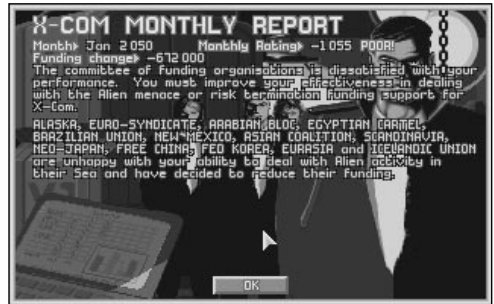 X-COM MONTHLY REPORT
Month> Jan 2050 Monthly Rating> -1055 POOR!
Funding change> -672000
The committee of funding organisations is dissatisfied with your
performance. You must improve your effectiveness in dealing
with the Alien menace or risk termination funding support for
X-Com.
ALASKA, EURO-SYNDICATE, ARABIAN BLOC, EGYPTIAN CARTEL,
BRAZILIAN UNION, NEW MEXICO, ASIAN COALITION, SCANDINAVIA,
NEO-JAPAN, FREE CHINA, FED KOREA, EURASIA and ICELANDIC UNION
are unhappy with your ability to deal with Alien activity in
their Sea and have decided to reduce their funding.
OK